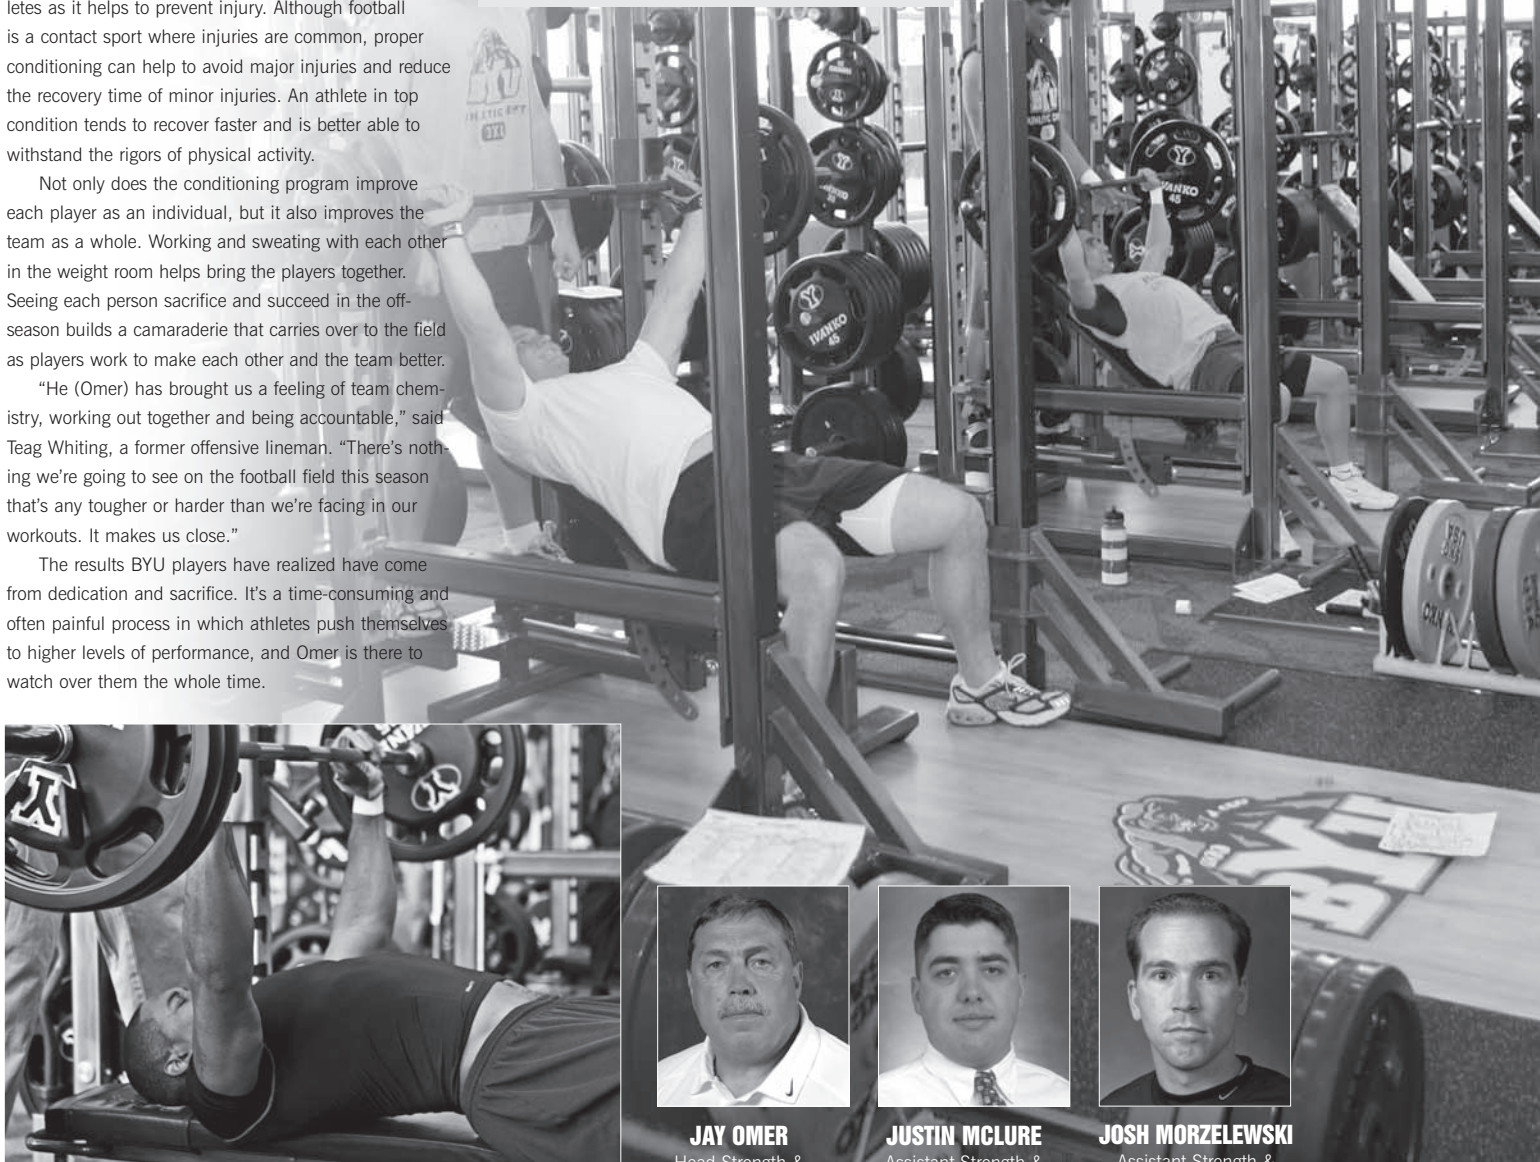 letes as it helps to prevent injury. Although football
is a contact sport where injuries are common, proper
conditioning can help to avoid major injuries and reduce
the recovery time of minor injuries. An athlete in top
condition tends to recover faster and is better able to
withstand the rigors of physical activity.
Not only does the conditioning program improve
each player as an individual, but it also improves the
team as a whole. Working and sweating with each other
in the weight room helps bring the players together.
Seeing each person sacrifice and succeed in the off-
season builds a camaraderie that carries over to the field
as players work to make each other and the team better.
“He (Omer) has brought us a feeling of team chem-
istry, working out together and being accountable,” said
Teag Whiting, a former offensive lineman. “There’s noth-
ing we’re going to see on the football field this season
that’s any tougher or harder than we’re facing in our
workouts. It makes us close.”
The results BYU players have realized have come
from dedication and sacrifice. It’s a time-consuming and
often painful process in which athletes push themselves
to higher levels of performance, and Omer is there to
watch over them the whole time.
BYU
3XL
Y
IVANKO
45
Y
IVANKO
45
Y
Y
BYU
JAY OMER
Head Strength &
JUSTIN MCLURE
Assistant Strength &
JOSH MORZELEWSKI
Assistant Strength &